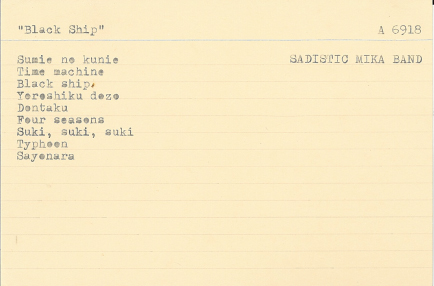 "Black Ship" A 6918
Sumie no kunie SADISTIC MIKA BAND
Time machine
Black ship,
Yoroshiku dozo
Dontaku
Four seasons
Suki, suki, suki
Typhoon
Sayonara